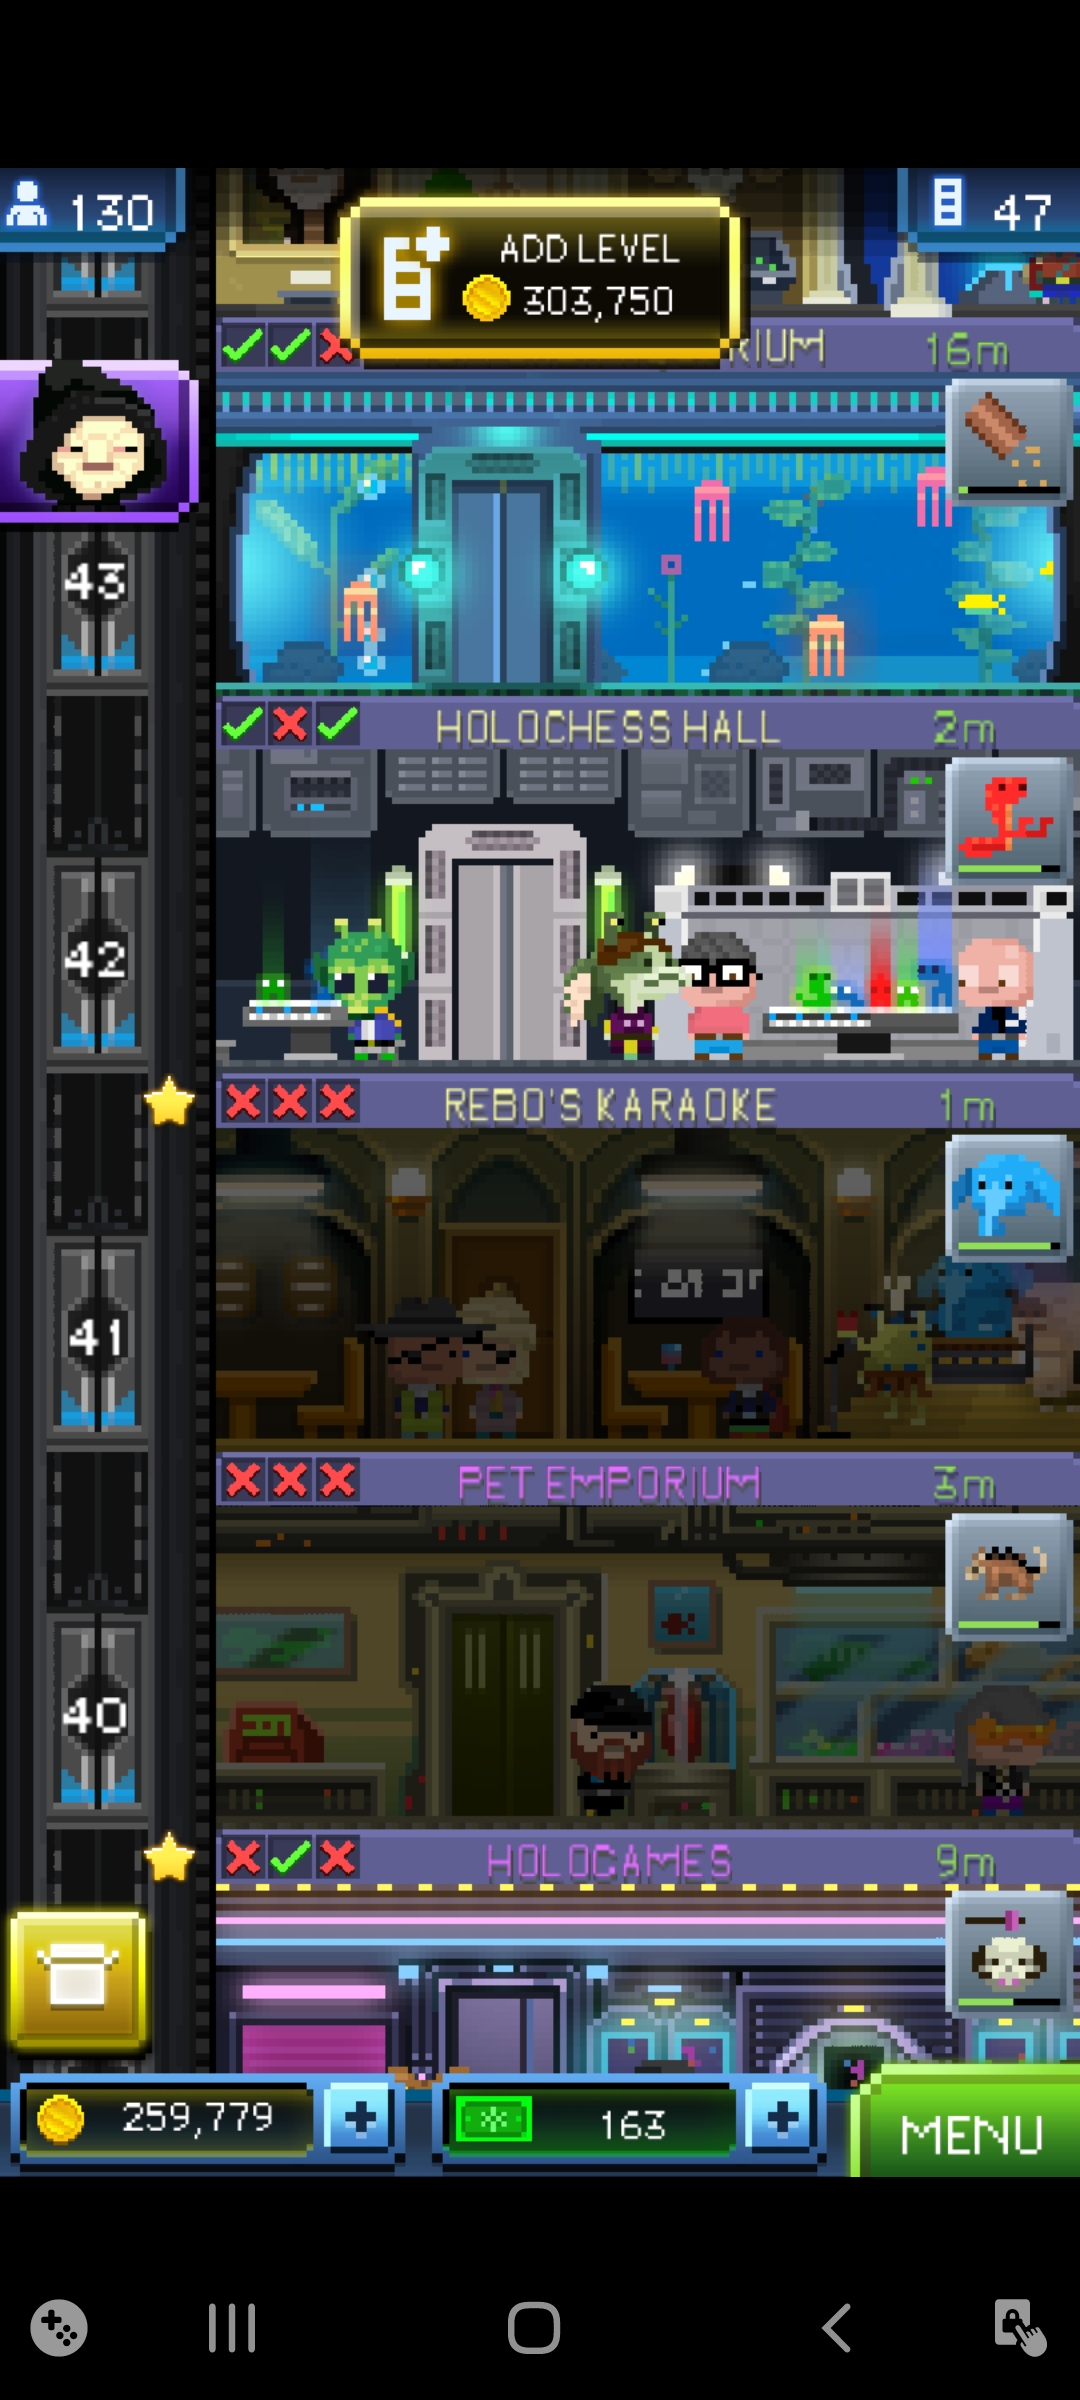 130
47
ADD LEVEL
303,750
RIUM 16m
43
HOLOCHESS HALL 2m
42
REBO'S KARAOKE 1m
41
PET EMPORIUM 3m
40
HOLOGAMES 9m
259,779
163
MENU